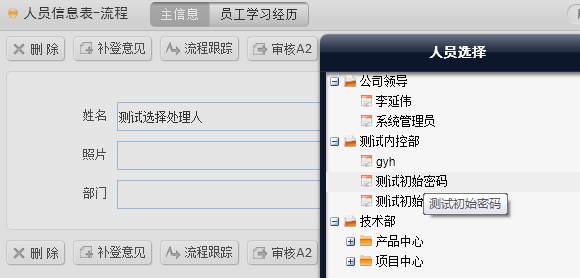 人员信息表-流程
主信息 员工学习经历
删 除 补登意见 流程跟踪 审核A2
人员选择
公司领导
李延伟
系统管理员
测试内控部
gyh
测试初始密码
测试初始
测试初始密码
技术部
产品中心
项目中心
姓名 测试选择处理人
照片
部门
删 除 补登意见 流程跟踪 审核A2